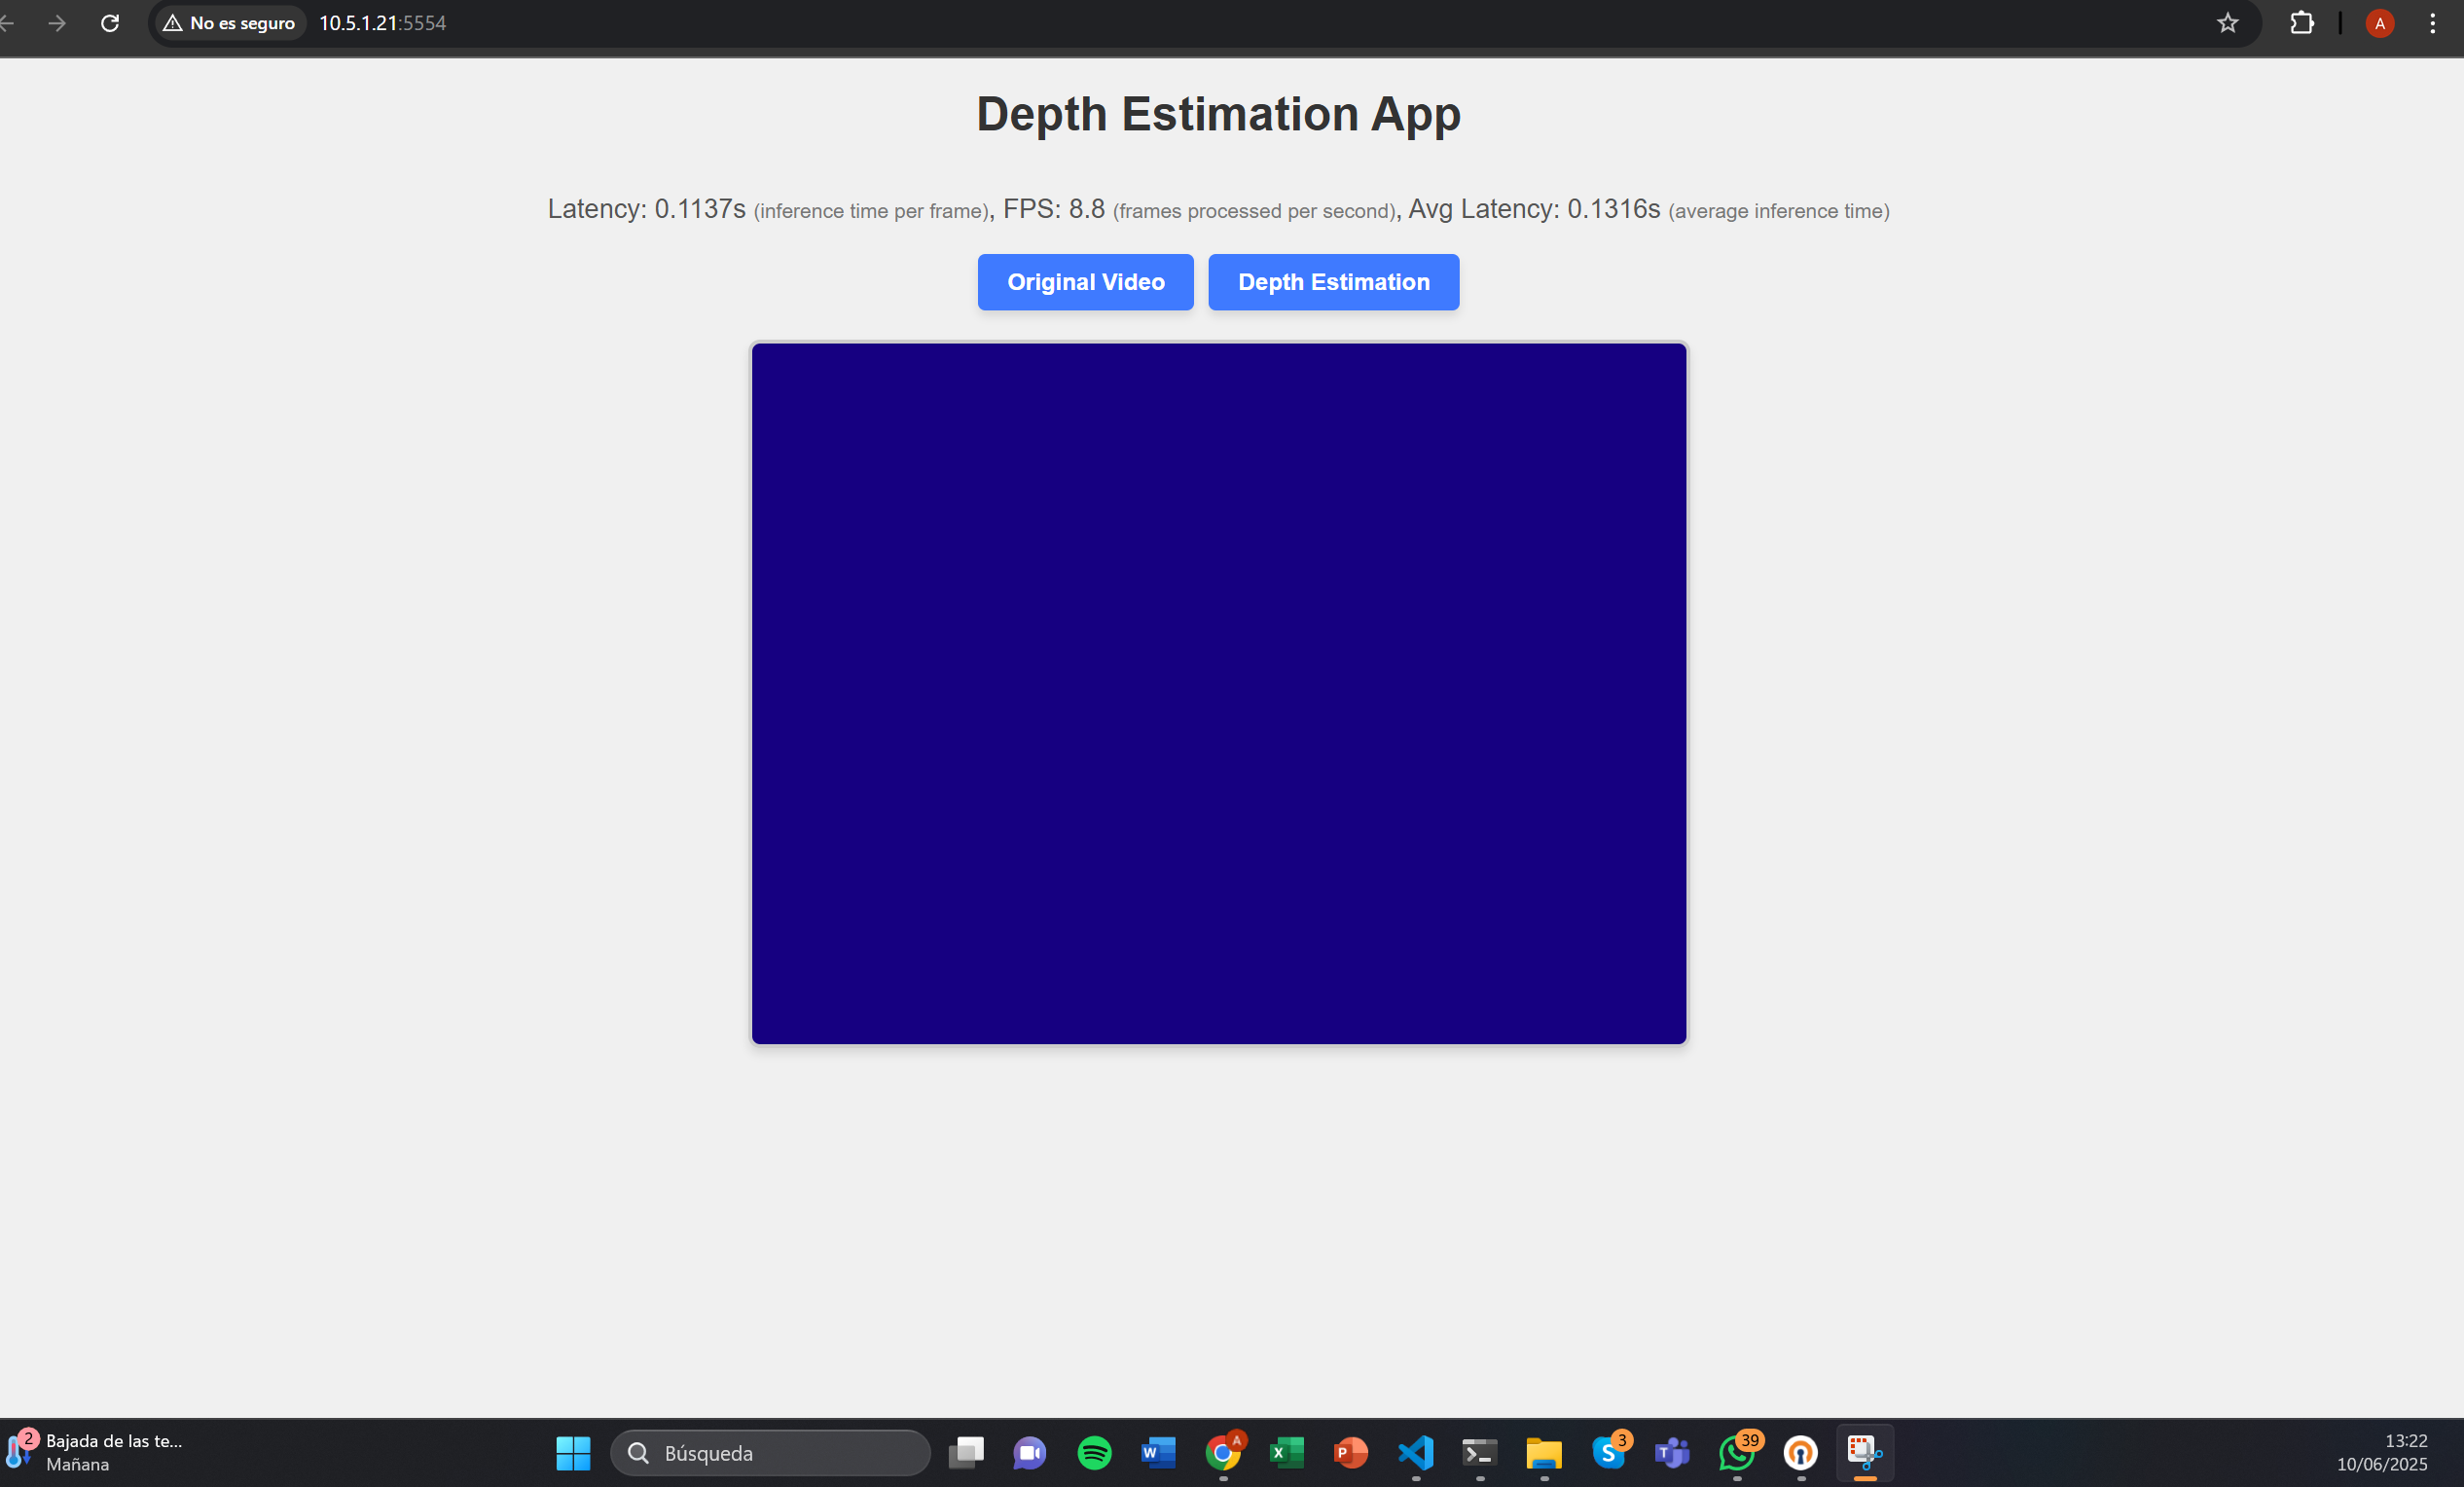 No es seguro 10.5.1.21:5554
A
Depth Estimation App
Latency: 0.1137s (inference time per frame), FPS: 8.8 (frames processed per second), Avg Latency: 0.1316s (average inference time)
Original Video Depth Estimation
2 Bajada de las te...
Mañana
Búsqueda
W
A
X
P
S 3
T
39
13:22
10/06/2025